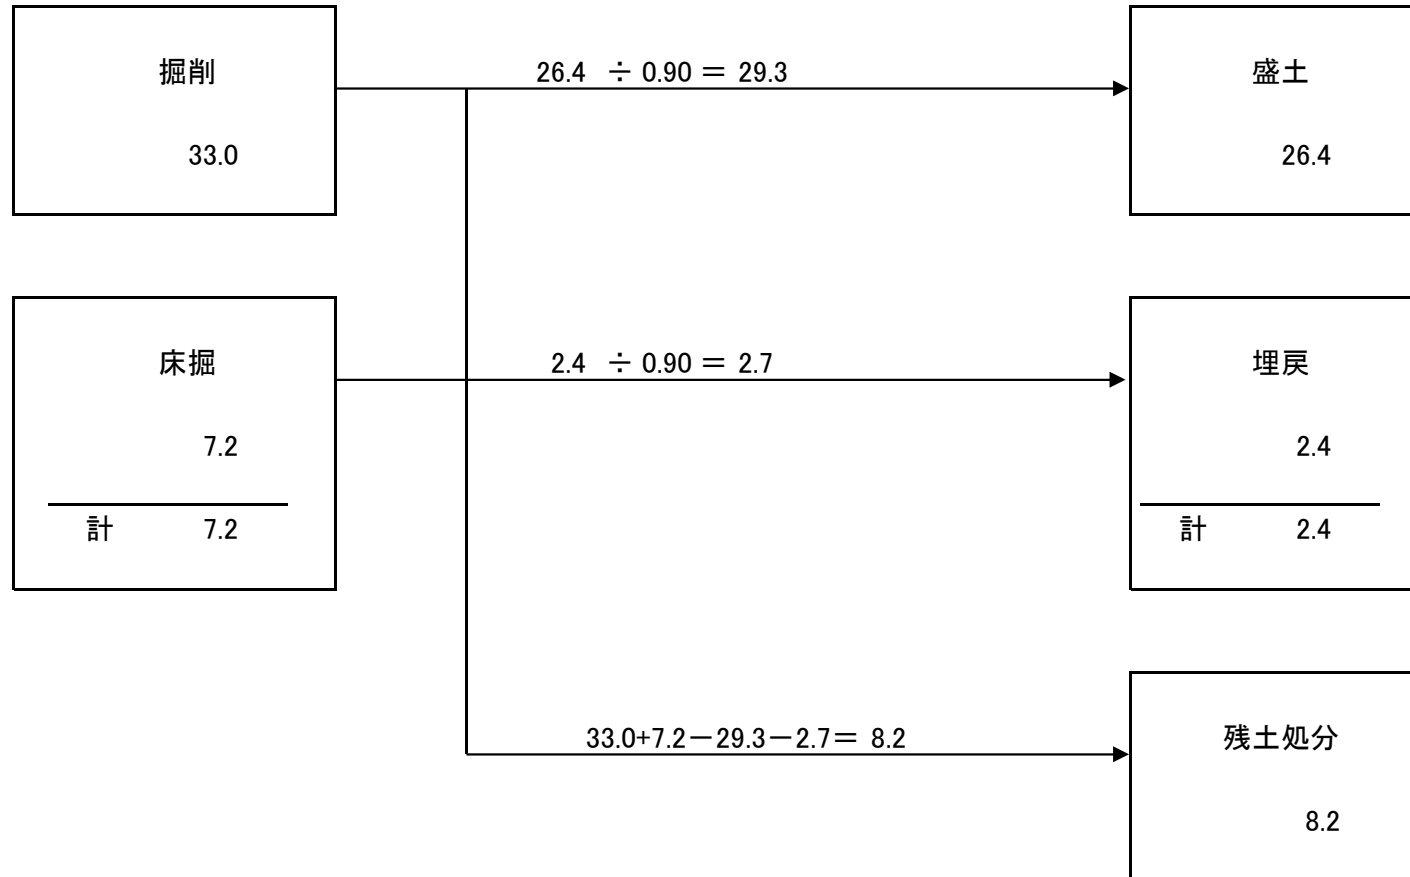 掘削
26.4 ÷ 0.90 ＝ 29.3
盛土
33.0
26.4
床掘
2.4 ÷ 0.90 ＝ 2.7
埋戻
7.2
2.4
計 7.2
計 2.4
33.0+7.2－29.3－2.7＝ 8.2
残土処分
8.2